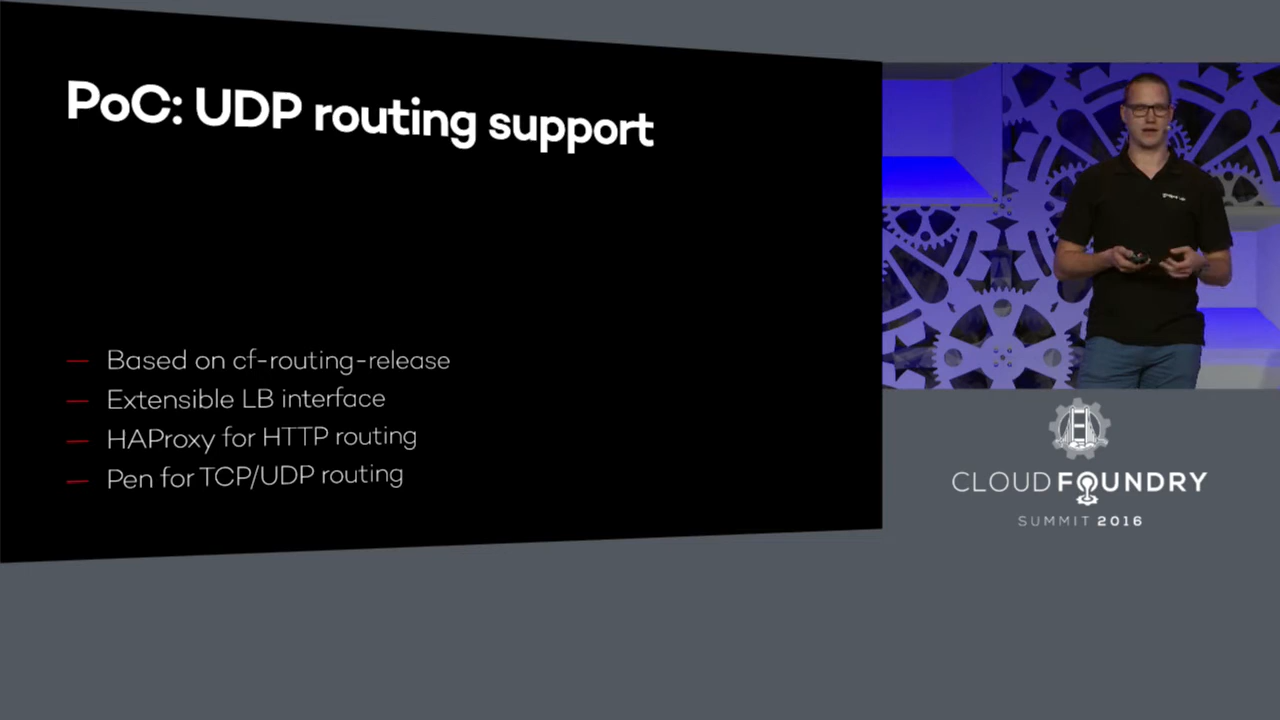 PoC: UDP routing support
— Based on cf-routing-release
— Extensible LB interface
— HAProxy for HTTP routing
— Pen for TCP/UDP routing
CLOUD FOUNDRY
SUMMIT 2016